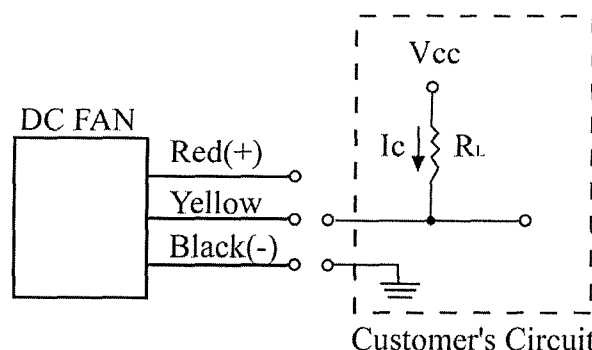 Vcc
DC FAN
Red(+)
Ic
RL
Yellow
Black(-)
Customer's Circuit